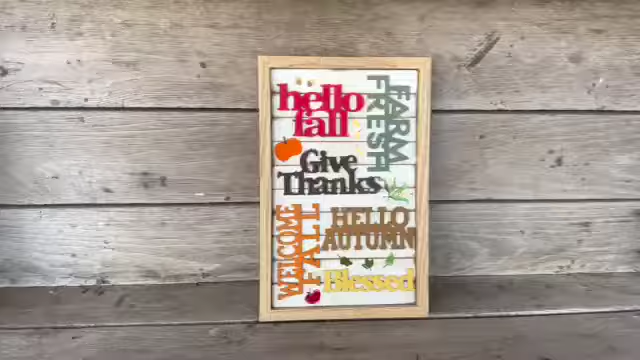 hello
fall
FARM
FRESH
Give
Thanks
WELCOME
FALL
HELLO
AUTUMN
Blessed